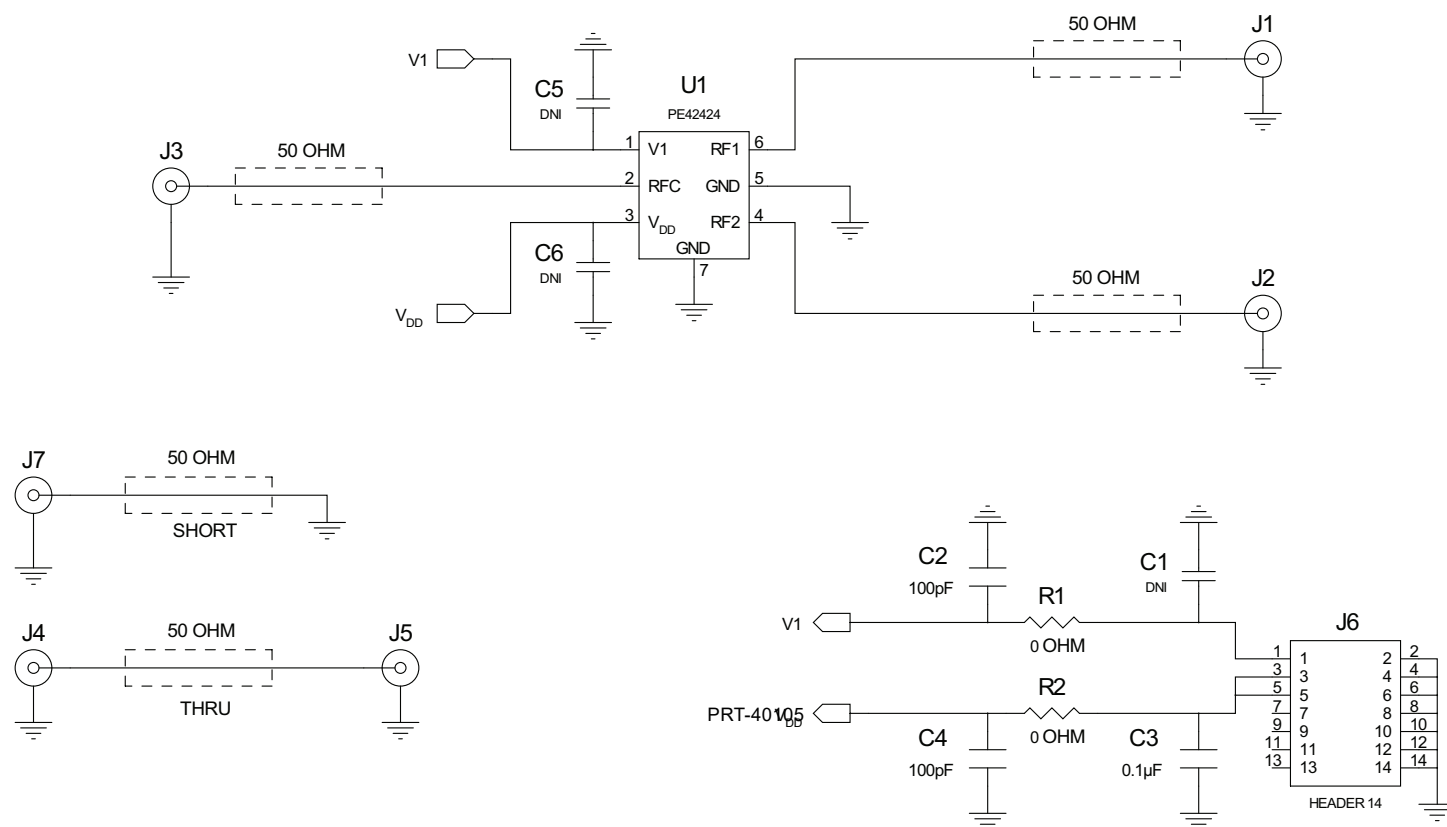 50 OHM
J1
V1
C5
DNI
U1
PE42424
J3
50 OHM
1 V1 RF1 6
2 RFC GND 5
3 VDD RF2 4
GND
7
C6
DNI
VDD
50 OHM
J2
J7
50 OHM
SHORT
J4
50 OHM
J5
THRU
C2
100pF
C1
DNI
R1
V1
0 OHM
J6
1 1 2 2
3 3 4 4
5 5 6 6
7 7 8 8
9 9 10 10
11 11 12 12
13 13 14 14
HEADER 14
R2
PRT-40105
VDD
0 OHM
C4
100pF
C3
0.1µF